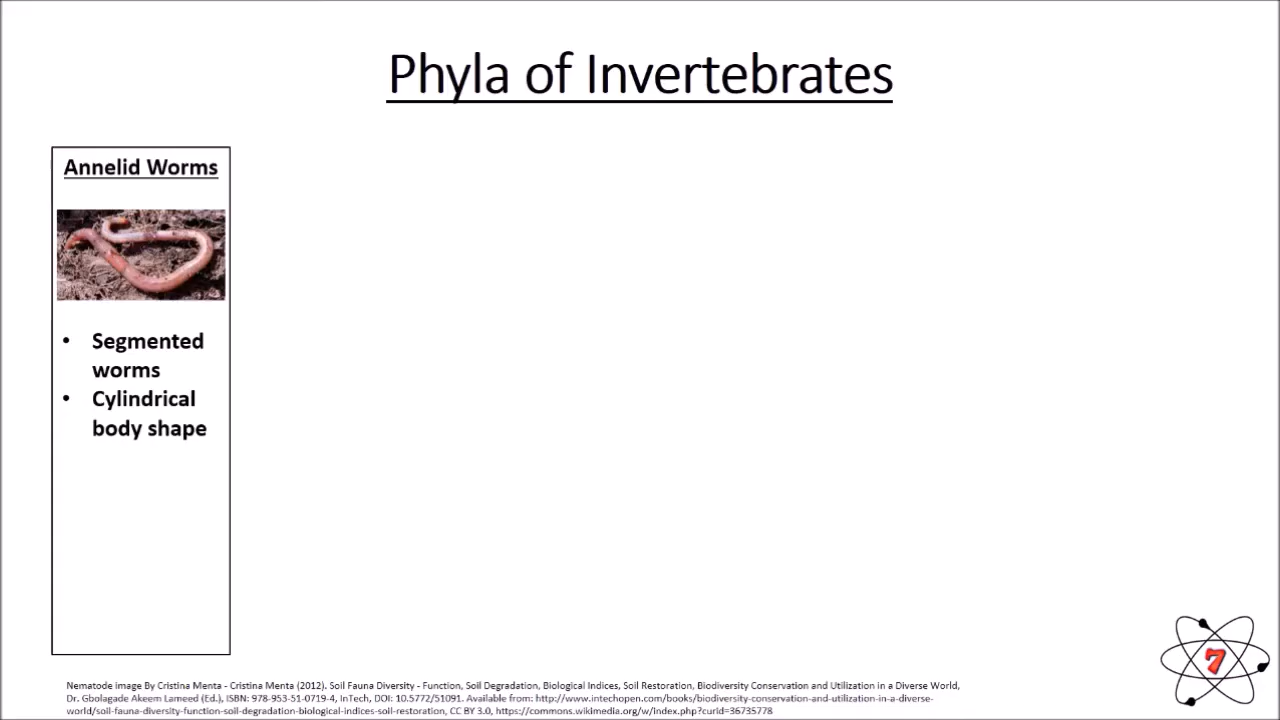 Phyla of Invertebrates
Annelid Worms
• Segmented
worms
• Cylindrical
body shape
Nematode image By Cristina Menta - Cristina Menta (2012). Soil Fauna Diversity - Function, Soil Degradation, Biological Indices, Soil Restoration, Biodiversity Conservation and Utilization in a Diverse World,
Dr. Gbolagade Akeem Lameed (Ed.), ISBN: 978-953-51-0719-4, InTech, DOI: 10.5772/51091. Available from: http://www.intechopen.com/books/biodiversity-conservation-and-utilization-in-a-diverse-
world/soil-fauna-diversity-function-soil-degradation-biological-indices-soil-restoration, CC BY 3.0, https://commons.wikimedia.org/w/index.php?curid=36735778
7